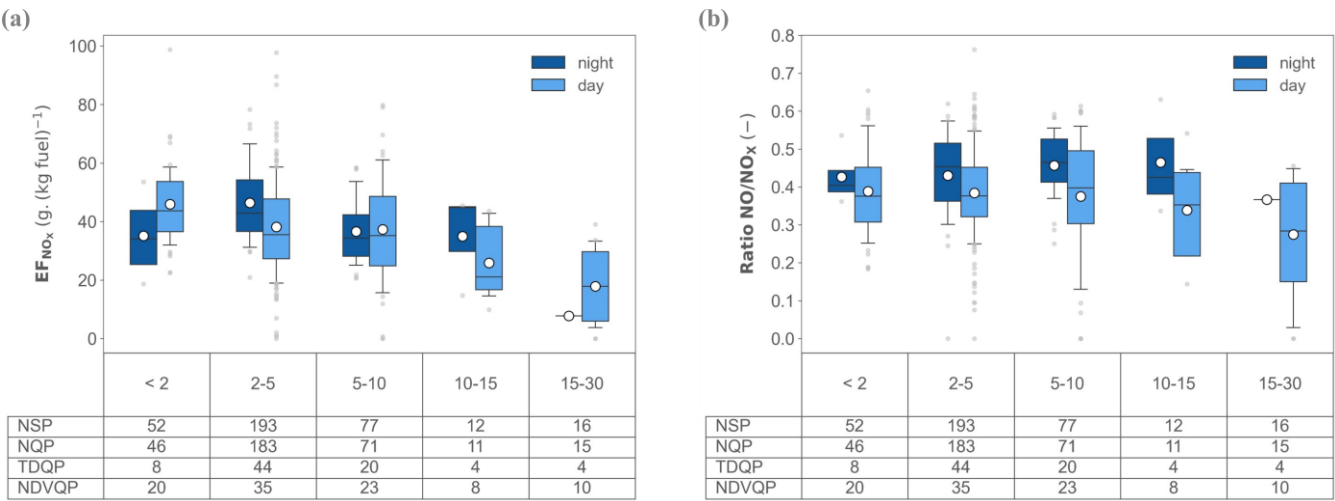 (a)
100
80
60
40
20
0
EF_NOX (g. (kg fuel)⁻¹)
night
day
< 2 2-5 5-10 10-15 15-30
NSP 52 193 77 12 16
NQP 46 183 71 11 15
TDQP 8 44 20 4 4
NDVQP 20 35 23 8 10
(b)
0.8
0.7
0.6
0.5
0.4
0.3
0.2
0.1
0.0
Ratio NO/NOX (−)
night
day
< 2 2-5 5-10 10-15 15-30
NSP 52 193 77 12 16
NQP 46 183 71 11 15
TDQP 8 44 20 4 4
NDVQP 20 35 23 8 10